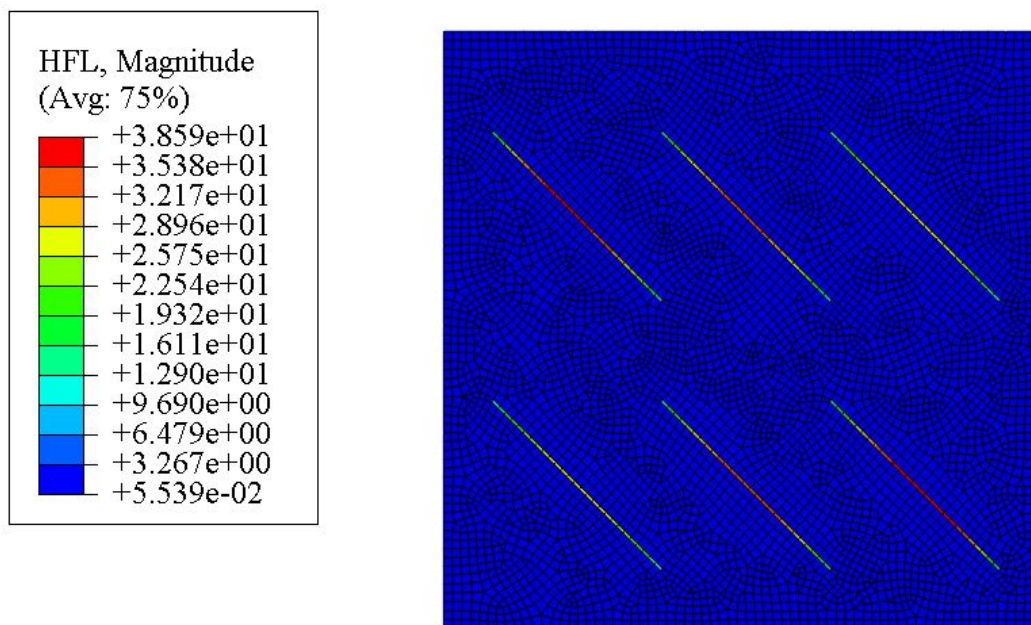 HFL, Magnitude
(Avg: 75%)
+3.859e+01
+3.538e+01
+3.217e+01
+2.896e+01
+2.575e+01
+2.254e+01
+1.932e+01
+1.611e+01
+1.290e+01
+9.690e+00
+6.479e+00
+3.267e+00
+5.539e-02